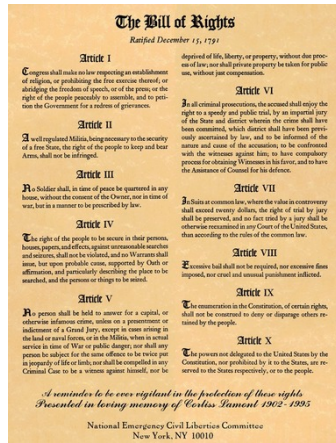 The Bill of Rights
Ratified December 15, 1791
Article I
Congress shall make no law respecting an establishment
of religion, or prohibiting the free exercise thereof; or
abridging the freedom of speech, or of the press; or the
right of the people peaceably to assemble, and to peti-
tion the Government for a redress of grievances.
Article II
A well regulated Militia, being necessary to the security
of a free State, the right of the people to keep and bear
Arms, shall not be infringed.
Article III
No Soldier shall, in time of peace be quartered in any
house, without the consent of the Owner, nor in time of
war, but in a manner to be prescribed by law.
Article IV
The right of the people to be secure in their persons,
houses, papers, and effects, against unreasonable searches
and seizures, shall not be violated, and no Warrants shall
issue, but upon probable cause, supported by Oath or
affirmation, and particularly describing the place to be
searched, and the persons or things to be seized.
Article V
No person shall be held to answer for a capital, or
otherwise infamous crime, unless on a presentment or
indictment of a Grand Jury, except in cases arising in
the land or naval forces, or in the Militia, when in actual
service in time of War or public danger; nor shall any
person be subject for the same offence to be twice put
in jeopardy of life or limb; nor shall be compelled in any
Criminal Case to be a witness against himself, nor be
deprived of life, liberty, or property, without due proc-
ess of law; nor shall private property be taken for public
use, without just compensation.
Article VI
In all criminal prosecutions, the accused shall enjoy the
right to a speedy and public trial, by an impartial jury
of the State and district wherein the crime shall have
been committed, which district shall have been previ-
ously ascertained by law, and to be informed of the
nature and cause of the accusation; to be confronted
with the witnesses against him; to have compulsory
process for obtaining Witnesses in his favor, and to have
the Assistance of Counsel for his defence.
Article VII
In Suits at common law, where the value in controversy
shall exceed twenty dollars, the right of trial by jury
shall be preserved, and no fact tried by a jury shall be
otherwise reexamined in any Court of the United States,
than according to the rules of the common law.
Article VIII
Excessive bail shall not be required, nor excessive fines
imposed, nor cruel and unusual punishment inflicted.
Article IX
The enumeration in the Constitution, of certain rights,
shall not be construed to deny or disparage others re-
tained by the people.
Article X
The powers not delegated to the United States by the
Constitution, nor prohibited by it to the States, are re-
served to the States respectively, or to the people.
A reminder to be ever vigilant in the protection of these rights
Presented in loving memory of Corliss Lamont 1902-1995
National Emergency Civil Liberties Committee
New York, NY 10010